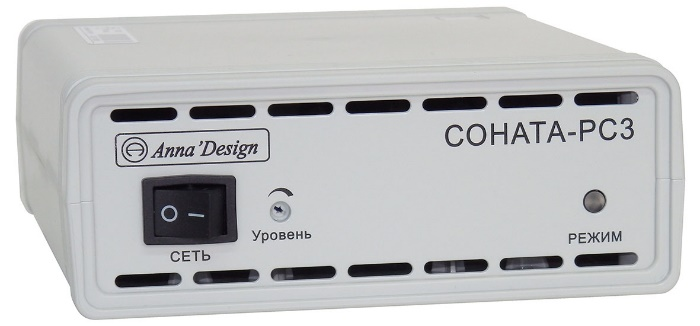 Anna'Design
СОНАТА-РС3
О I
СЕТЬ
Уровень
РЕЖИМ